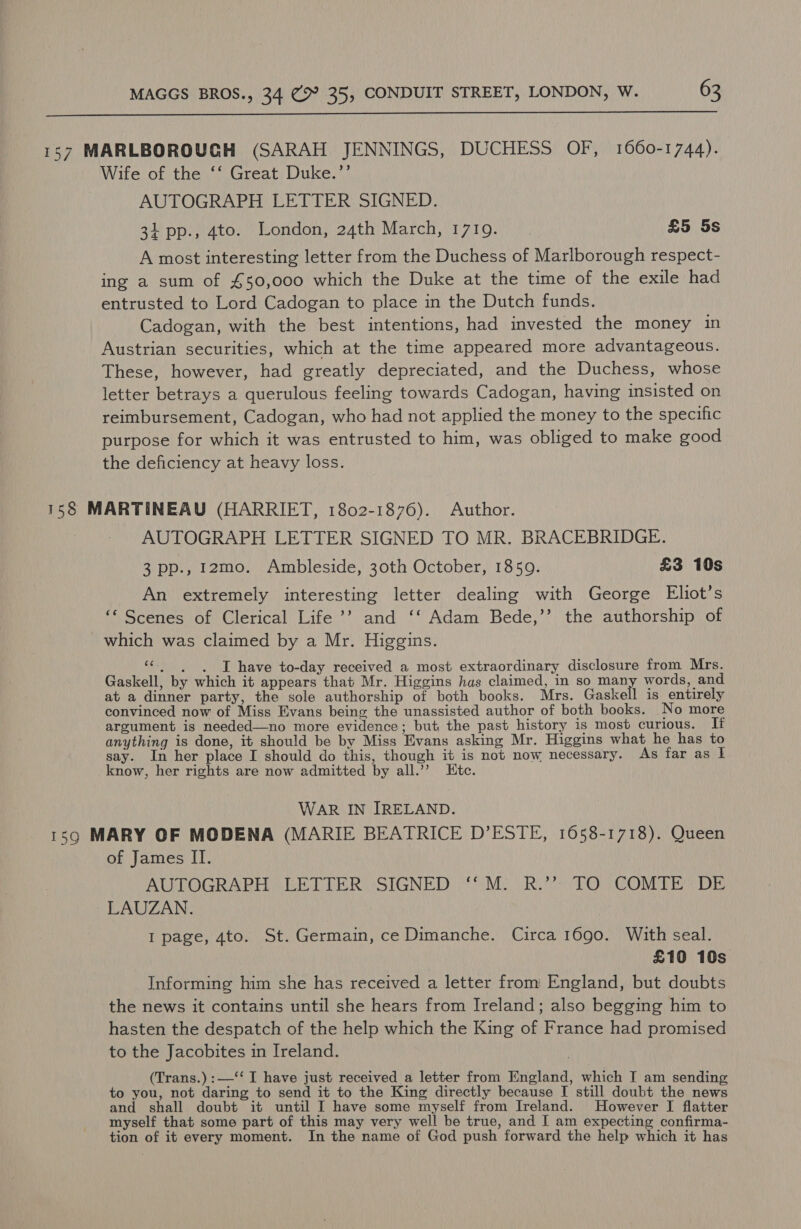 MAGGS BROS., 34 & 35, CONDUIT STREET, LONDON, W. 63
157 MARLBOROUGH (SARAH JENNINGS, DUCHESS OF, 1660-1744).
Wife of the ‘‘ Great Duke.’’
AUTOGRAPH LETTER SIGNED.
3¼ pp., 4to. London, 24th March, 1719. £5 5s
A most interesting letter from the Duchess of Marlborough respect-
ing a sum of £50,000 which the Duke at the time of the exile had
entrusted to Lord Cadogan to place in the Dutch funds.
Cadogan, with the best intentions, had invested the money in
Austrian securities, which at the time appeared more advantageous.
These, however, had greatly depreciated, and the Duchess, whose
letter betrays a querulous feeling towards Cadogan, having insisted on
reimbursement, Cadogan, who had not applied the money to the specific
purpose for which it was entrusted to him, was obliged to make good
the deficiency at heavy loss.
158 MARTINEAU (HARRIET, 1802-1876). Author.
AUTOGRAPH LETTER SIGNED TO MR. BRACEBRIDGE.
3 pp., 12mo. Ambleside, 30th October, 1859. £3 10s
An extremely interesting letter dealing with George Eliot’s
‘‘ Scenes of Clerical Life ’’ and ‘‘ Adam Bede,’’ the authorship of
which was claimed by a Mr. Higgins.
‘‘. . . I have to-day received a most extraordinary disclosure from Mrs.
Gaskell, by which it appears that Mr. Higgins has claimed, in so many words, and
at a dinner party, the sole authorship of both books. Mrs. Gaskell is entirely
convinced now of Miss Evans being the unassisted author of both books. No more
argument is needed—no more evidence; but the past history is most curious. If
anything is done, it should be by Miss Evans asking Mr. Higgins what he has to
say. In her place I should do this, though it is not now necessary. As far as I
know, her rights are now admitted by all.’’ Etc.
WAR IN IRELAND.
159 MARY OF MODENA (MARIE BEATRICE D’ESTE, 1658-1718). Queen
of James II.
AUTOGRAPH LETTER SIGNED ‘‘ M. R.’’ TO COMTE DE
LAUZAN.
1 page, 4to. St. Germain, ce Dimanche. Circa 1690. With seal.
£10 10s
Informing him she has received a letter from England, but doubts
the news it contains until she hears from Ireland; also begging him to
hasten the despatch of the help which the King of France had promised
to the Jacobites in Ireland.
(Trans.) :—‘‘ I have just received a letter from England, which I am sending
to you, not daring to send it to the King directly because I still doubt the news
and shall doubt it until I have some myself from Ireland. However I flatter
myself that some part of this may very well be true, and I am expecting confirma-
tion of it every moment. In the name of God push forward the help which it has